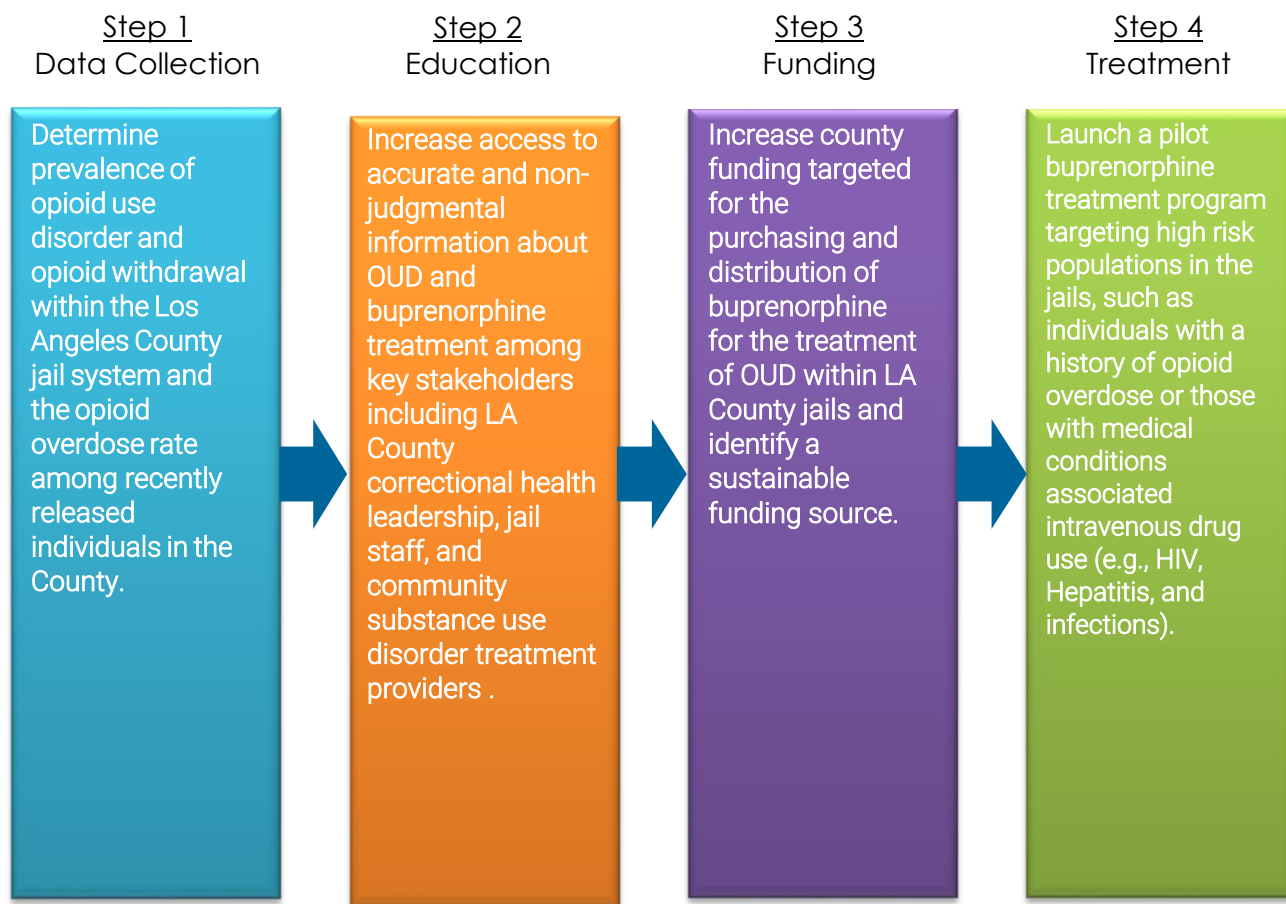 Step 1
Data Collection
Determine
prevalence of
opioid use
disorder and
opioid withdrawal
within the Los
Angeles County
jail system and
the opioid
overdose rate
among recently
released
individuals in the
County.
Step 2
Education
Increase access to
accurate and non-
judgmental
information about
OUD and
buprenorphine
treatment among
key stakeholders
including LA
County
correctional health
leadership, jail
staff, and
community
substance use
disorder treatment
providers .
Step 3
Funding
Increase county
funding targeted
for the
purchasing and
distribution of
buprenorphine
for the treatment
of OUD within LA
County jails and
identify a
sustainable
funding source.
Step 4
Treatment
Launch a pilot
buprenorphine
treatment program
targeting high risk
populations in the
jails, such as
individuals with a
history of opioid
overdose or those
with medical
conditions
associated
intravenous drug
use (e.g., HIV,
Hepatitis, and
infections).